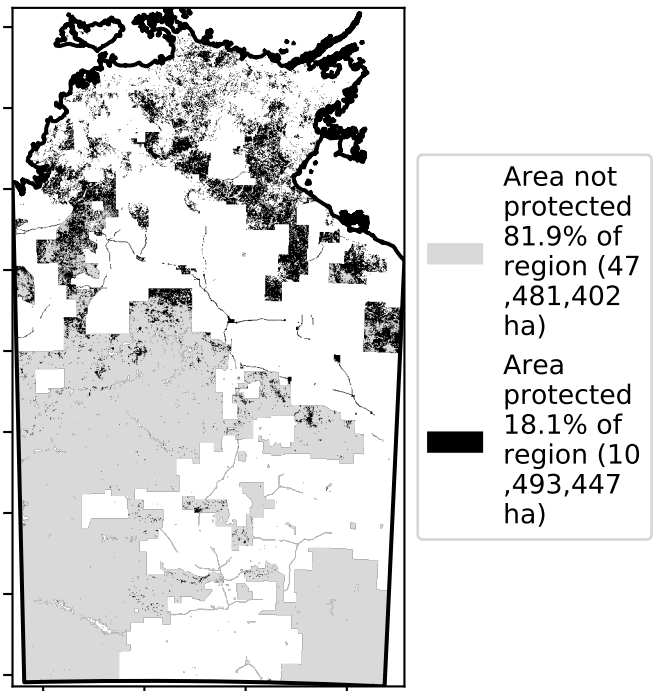 Area not
protected
81.9% of
region (47
,481,402
ha)
Area
protected
18.1% of
region (10
,493,447
ha)